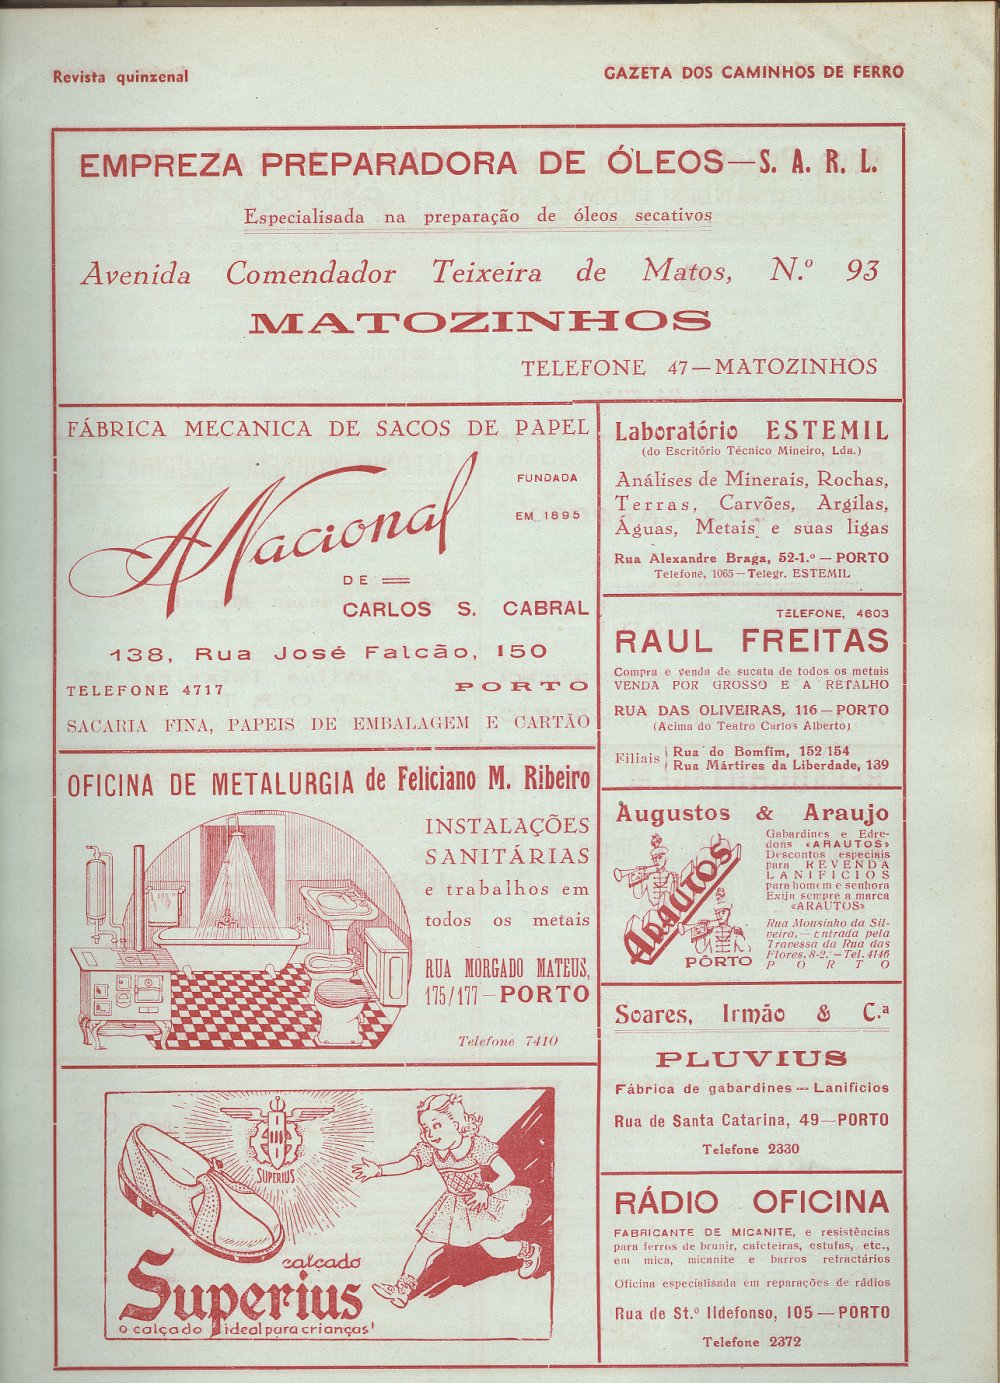 Revista quinzenal
GAZETA DOS CAMINHOS DE FERRO
EMPREZA PREPARADORA DE ÓLEOS—S. A. R. L.
Especialisada na preparação de óleos secativos
Avenida Comendador Teixeira de Matos, N.º 93
MATOZINHOS
TELEFONE 47—MATOZINHOS
FÁBRICA MECANICA DE SACOS DE PAPEL
A Nacional
FUNDADA
EM 1895
DE
CARLOS S. CABRAL
138, Rua José Falcão, 150
TELEFONE 4717
PORTO
SACARIA FINA, PAPEIS DE EMBALAGEM E CARTÃO
OFICINA DE METALURGIA de Feliciano M. Ribeiro
INSTALAÇÕES
SANITÁRIAS
e trabalhos em
todos os metais
RUA MORGADO MATEUS,
175/177—PORTO
Telefone 7410
SUPERIUS
calçado
Superius
o calçado ideal para crianças!
Laboratório ESTEMIL
(do Escritório Técnico Mineiro, Lda.)
Análises de Minerais, Rochas,
Terras, Carvões, Argilas,
Águas, Metais e suas ligas
Rua Alexandre Braga, 52-1.º — PORTO
Telefone, 1065—Telegr. ESTEMIL
TELEFONE, 4603
RAUL FREITAS
Compra e venda de sucata de todos os metais
VENDA POR GROSSO E A RETALHO
RUA DAS OLIVEIRAS, 116—PORTO
(Acima do Teatro Carlos Alberto)
Filiais
Rua do Bomfim, 152 154
Rua Mártires da Liberdade, 139
Augustos & Araujo
ARAUTOS
PÔRTO
Gabardines e Edre-
dons «ARAUTOS»
Descontos especiais
para REVENDA
LANIFICIOS
para homem e senhora
Exija sempre a marca
«ARAUTOS»
Rua Mousinho da Sil-
veira, — Entrada pela
Travessa da Rua das
Flores, 8-2.º—Tel. 4146
PORTO
Soares, Irmão & C.ª
PLUVIUS
Fábrica de gabardines — Lanifícios
Rua de Santa Catarina, 49—PORTO
Telefone 2330
RÁDIO OFICINA
FABRICANTE DE MICANITE, e resistências
para ferros de brunir, cafeteiras, estufas, etc.,
em mica, micanite e barros refractários
Oficina especialisada em reparações de rádios
Rua de St.º Ildefonso, 105 — PORTO
Telefone 2372